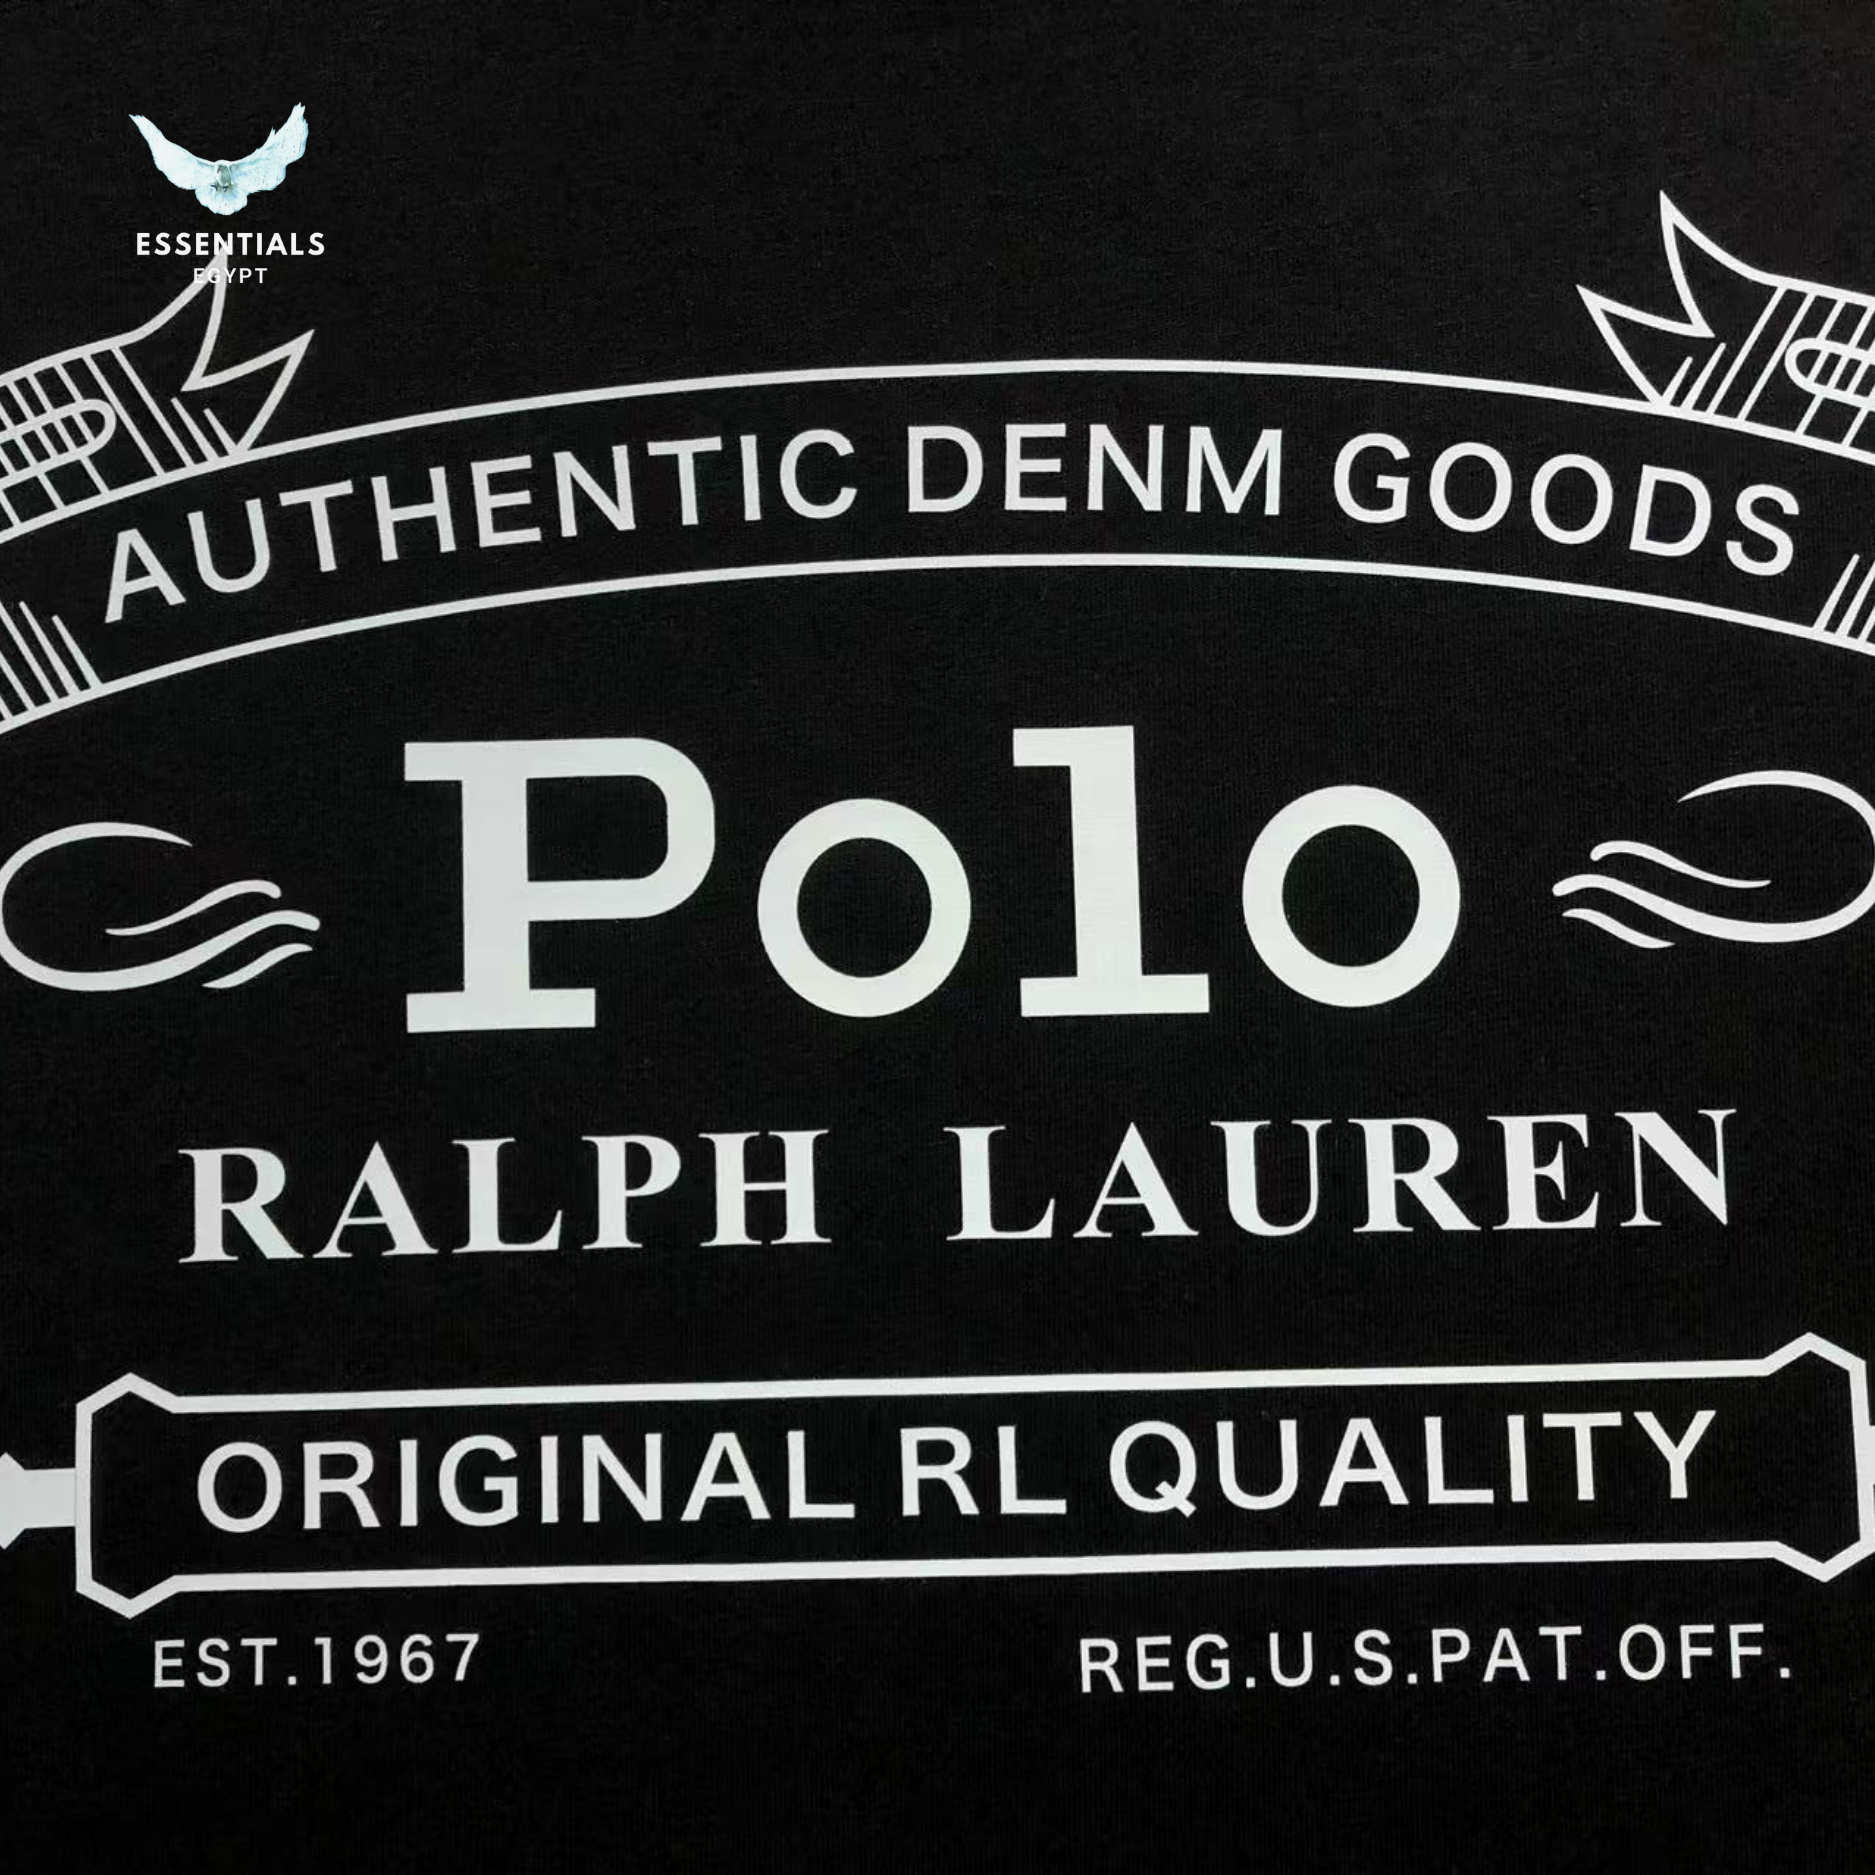 ESSENTIALS
EGYPT
AUTHENTIC DENM GOODS
Polo
RALPH LAUREN
ORIGINAL RL QUALITY
EST.1967
REG.U.S.PAT.OFF.